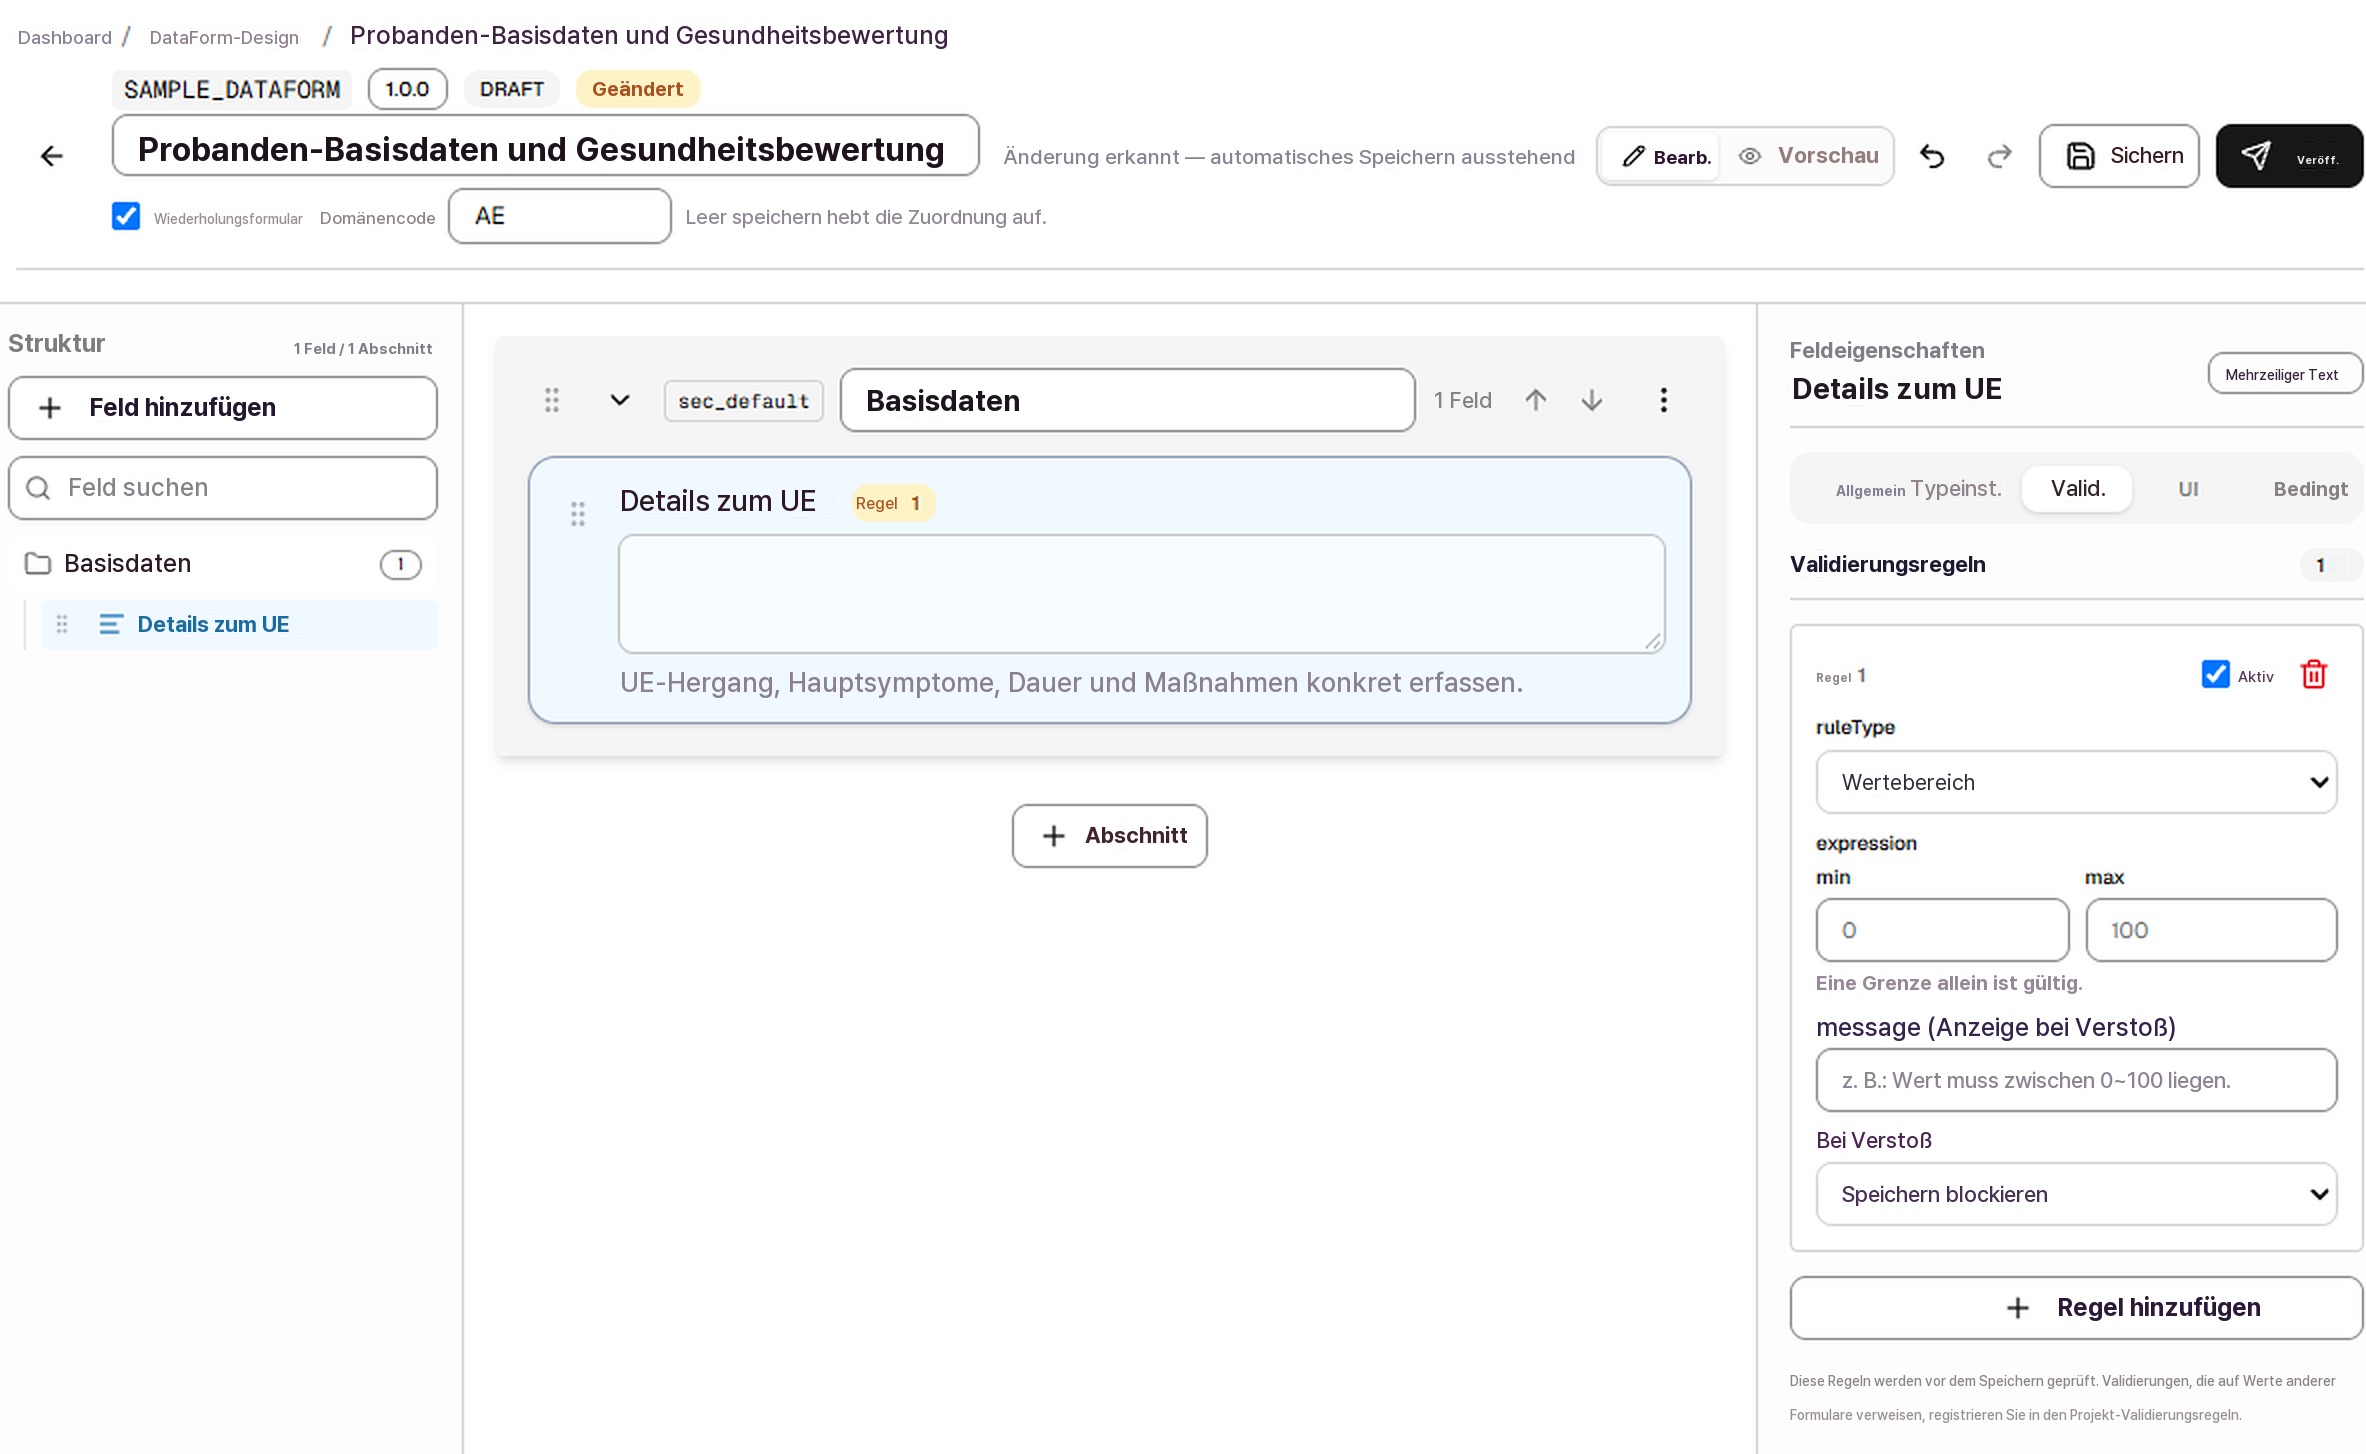 Dashboard / DataForm-Design / Probanden-Basisdaten und Gesundheitsbewertung
SAMPLE_DATAFORM 1.0.0 DRAFT Geändert
Probanden-Basisdaten und Gesundheitsbewertung
Änderung erkannt — automatisches Speichern ausstehend
Bearb. Vorschau Sichern Veröff.
Wiederholungsformular Domänencode AE Leer speichern hebt die Zuordnung auf.
Struktur 1 Feld / 1 Abschnitt
Feld hinzufügen
Feld suchen
Basisdaten 1
Details zum UE
sec_default Basisdaten 1 Feld
Details zum UE Regel 1
UE-Hergang, Hauptsymptome, Dauer und Maßnahmen konkret erfassen.
Abschnitt
Feldeigenschaften
Details zum UE Mehrzeiliger Text
Allgemein Typeinst. Valid. UI Bedingt
Validierungsregeln 1
Regel 1 Aktiv
ruleType
Wertebereich
expression
min max
0 100
Eine Grenze allein ist gültig.
message (Anzeige bei Verstoß)
z. B.: Wert muss zwischen 0~100 liegen.
Bei Verstoß
Speichern blockieren
Regel hinzufügen
Diese Regeln werden vor dem Speichern geprüft. Validierungen, die auf Werte anderer
Formulare verweisen, registrieren Sie in den Projekt-Validierungsregeln.